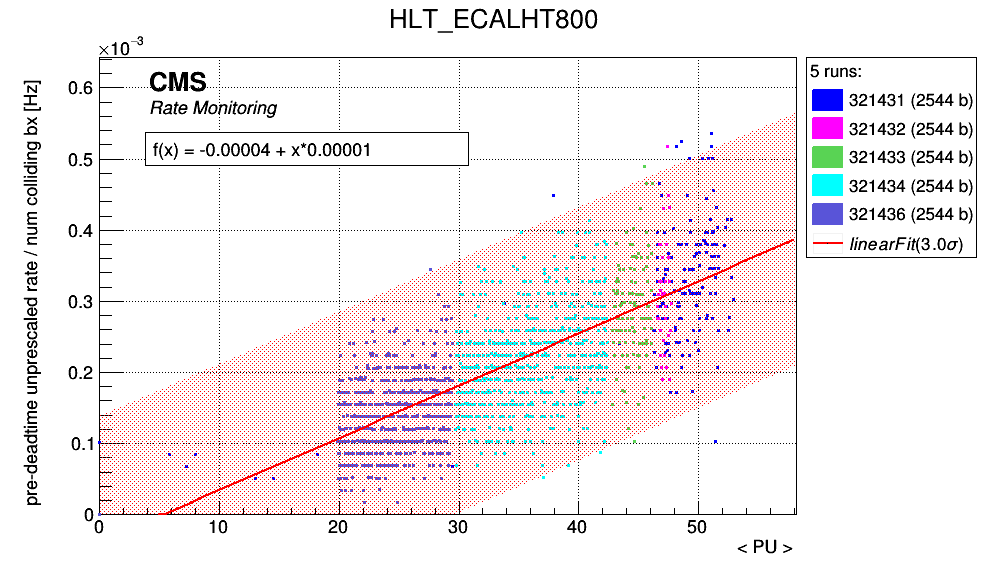 HLT_ECALHT800
×10⁻³
pre-deadtime unprescaled rate / num colliding bx [Hz]
CMS
Rate Monitoring
f(x) = -0.00004 + x*0.00001
0.6
0.5
0.4
0.3
0.2
0.1
0
0 10 20 30 40 50
< PU >
5 runs:
321431 (2544 b)
321432 (2544 b)
321433 (2544 b)
321434 (2544 b)
321436 (2544 b)
linearFit(3.0σ)